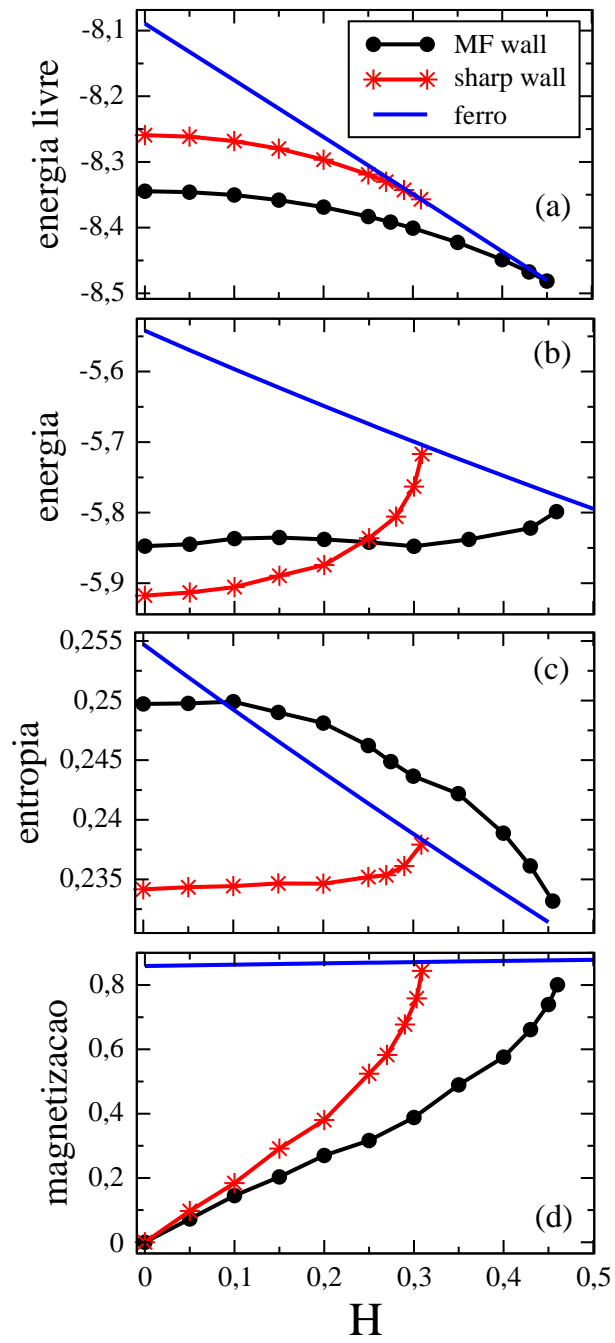 -8,1
-8,2
-8,3
-8,4
-8,5
energia livre
MF wall
sharp wall
ferro
(a)
-5,6
-5,7
-5,8
-5,9
energia
(b)
0,255
0,25
0,245
0,24
0,235
entropia
(c)
0,8
0,6
0,4
0,2
0
magnetizacao
(d)
0 0,1 0,2 0,3 0,4 0,5
H